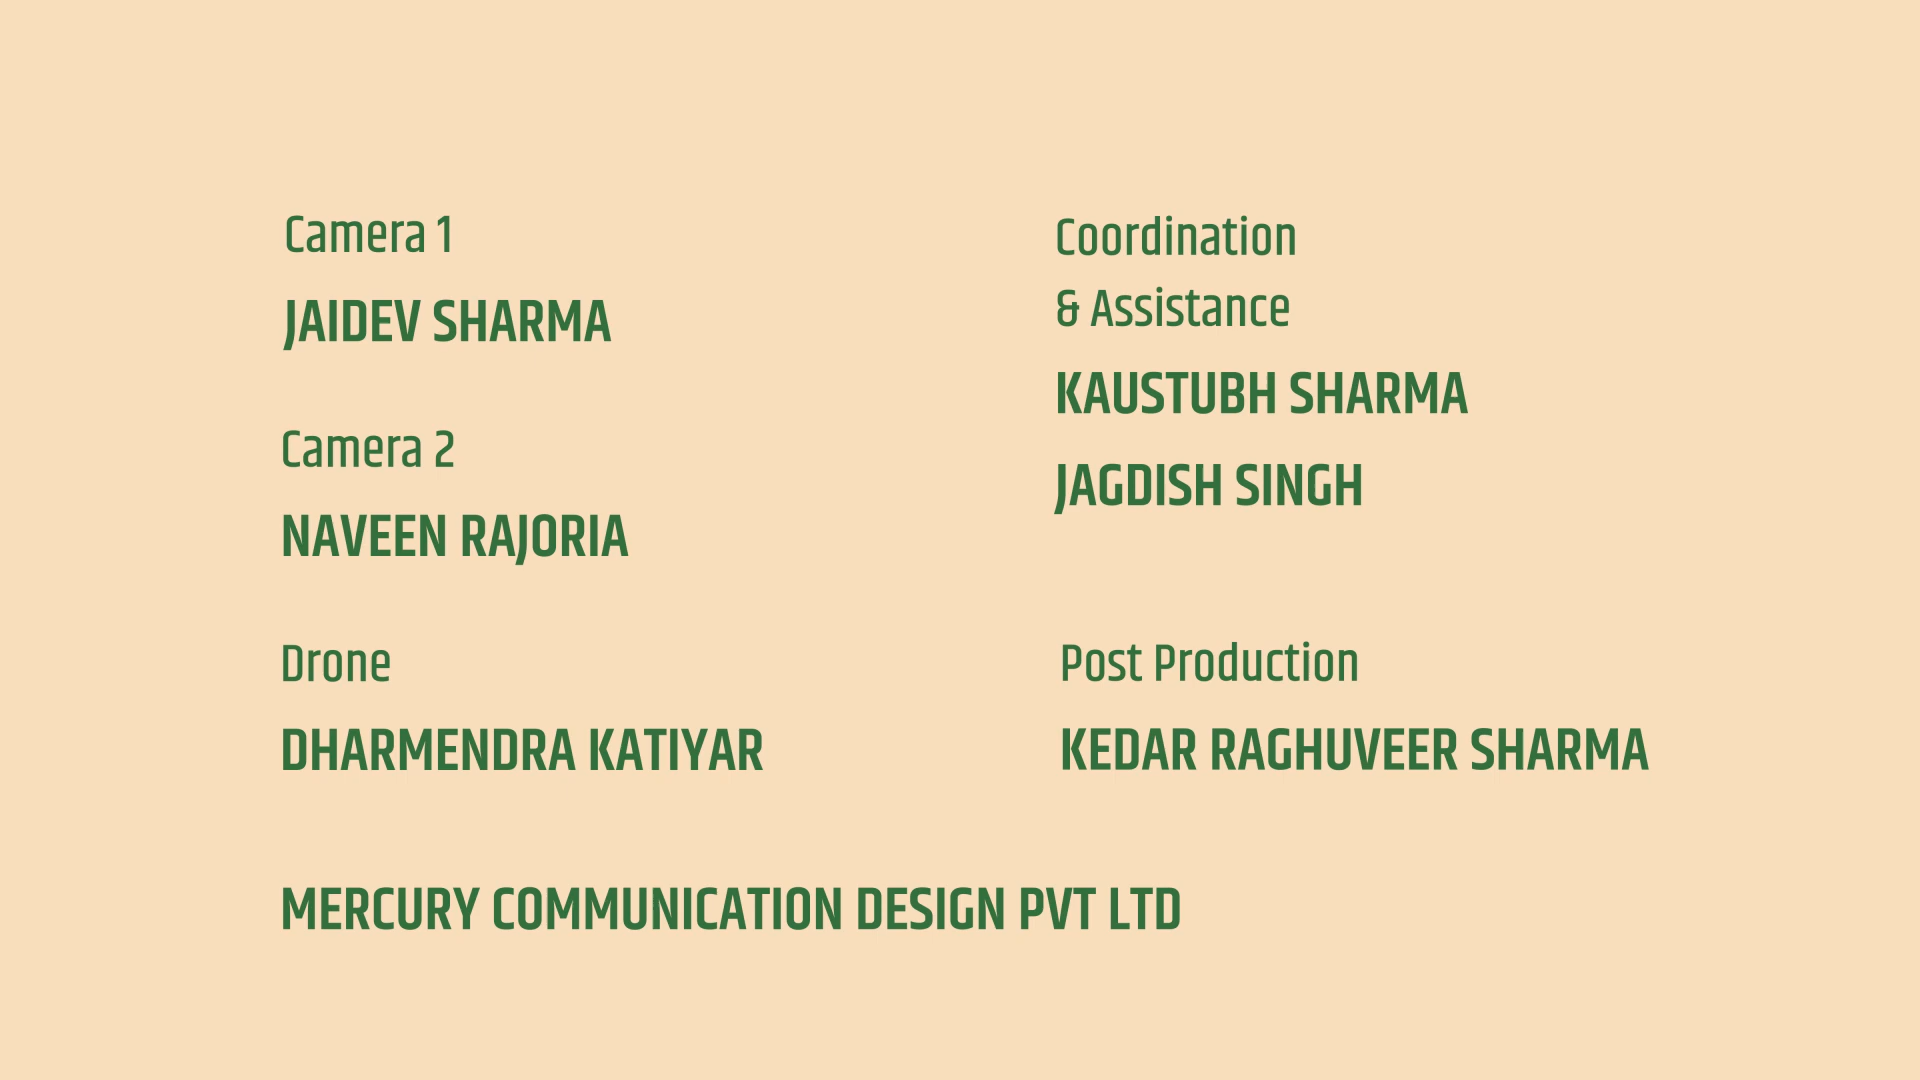 Camera 1
JAIDEV SHARMA
Camera 2
NAVEEN RAJORIA
Drone
DHARMENDRA KATIYAR
Coordination
& Assistance
KAUSTUBH SHARMA
JAGDISH SINGH
Post Production
KEDAR RAGHUVEER SHARMA
MERCURY COMMUNICATION DESIGN PVT LTD